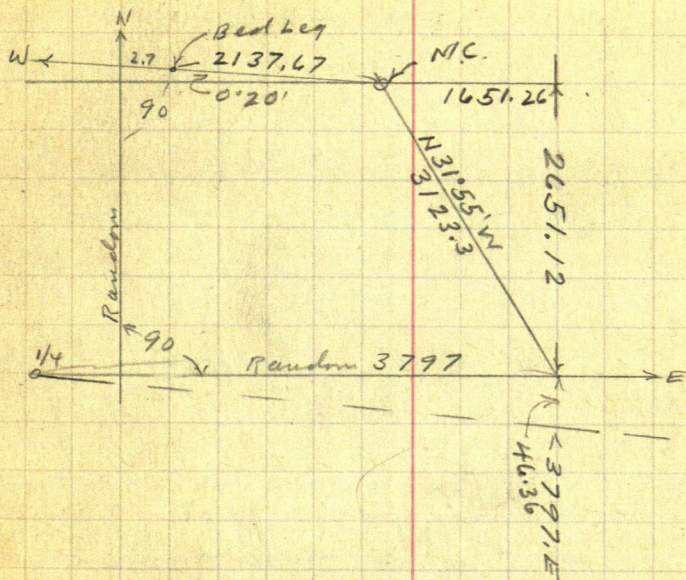 N
Bed Leg
W
2.7
2137.67
M.C.
0°20'
1651.26
90
N31°55'W
3123.3
2651.12
Random
90
1/4
Random 3797
E
46.36
3797.E